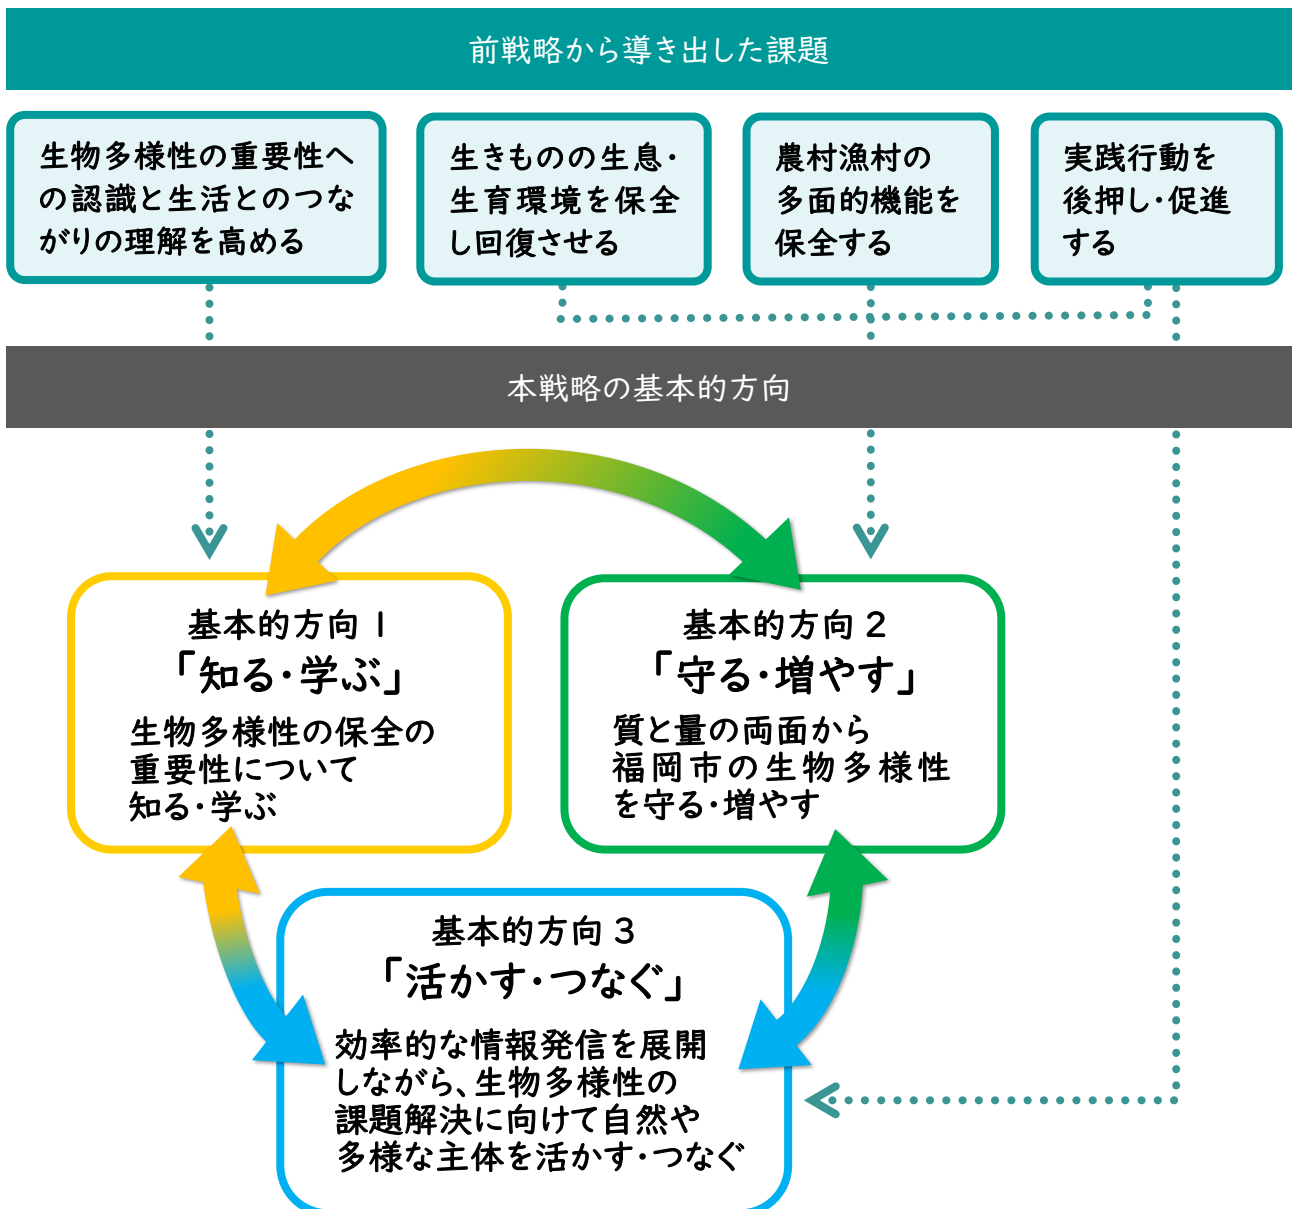 前戦略から導き出した課題
生物多様性の重要性へ
の認識と生活とのつな
がりの理解を高める
生きものの生息・
生育環境を保全
し回復させる
農村漁村の
多面的機能を
保全する
実践行動を
後押し・促進
する
本戦略の基本的方向
基本的方向1
「知る・学ぶ」
生物多様性の保全の
重要性について
知る・学ぶ
基本的方向2
「守る・増やす」
質と量の両面から
福岡市の生物多様性
を守る・増やす
基本的方向3
「活かす・つなぐ」
効率的な情報発信を展開
しながら、生物多様性の
課題解決に向けて自然や
多様な主体を活かす・つなぐ